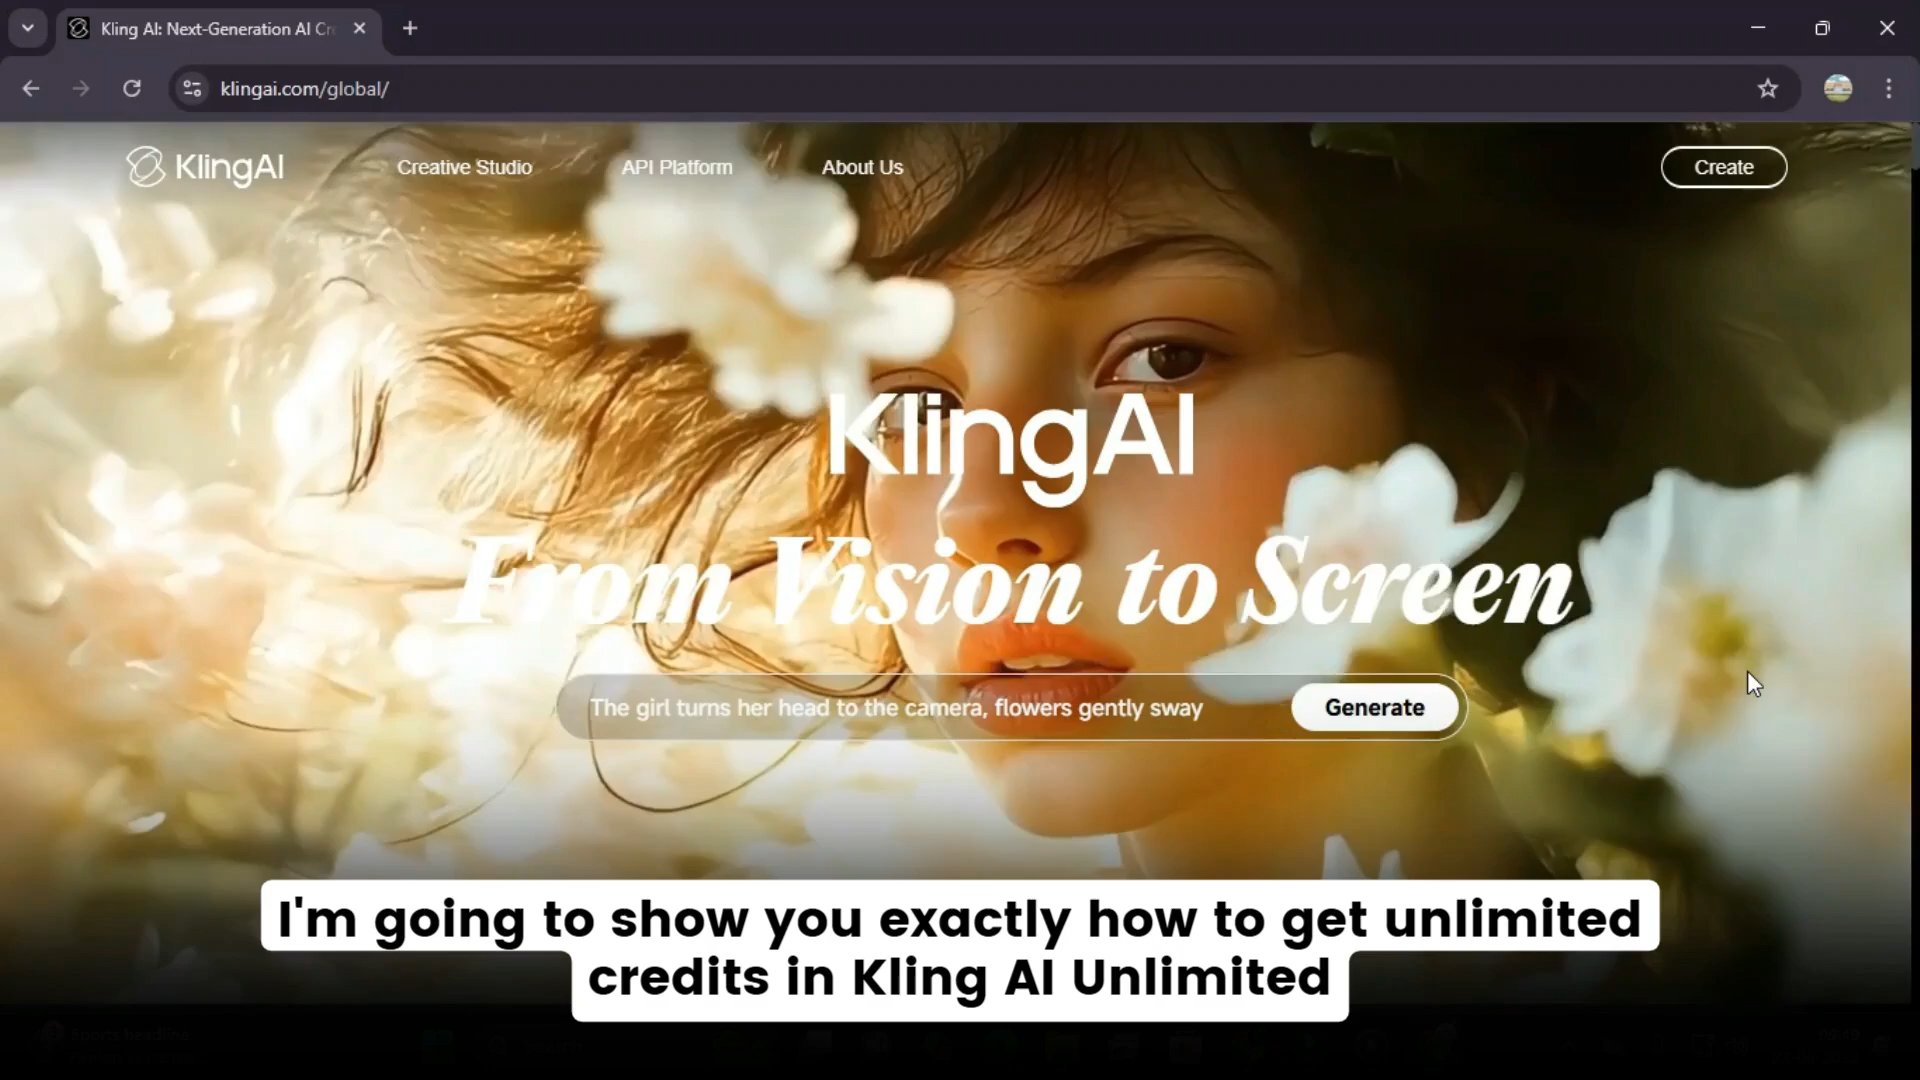 Kling AI: Next-Generation AI Cr
klingai.com/global/
KlingAI
Creative Studio
API Platform
About Us
Create
KlingAI
From Vision to Screen
The girl turns her head to the camera, flowers gently sway
Generate
I'm going to show you exactly how to get unlimited
credits in Kling AI Unlimited
Sports headline